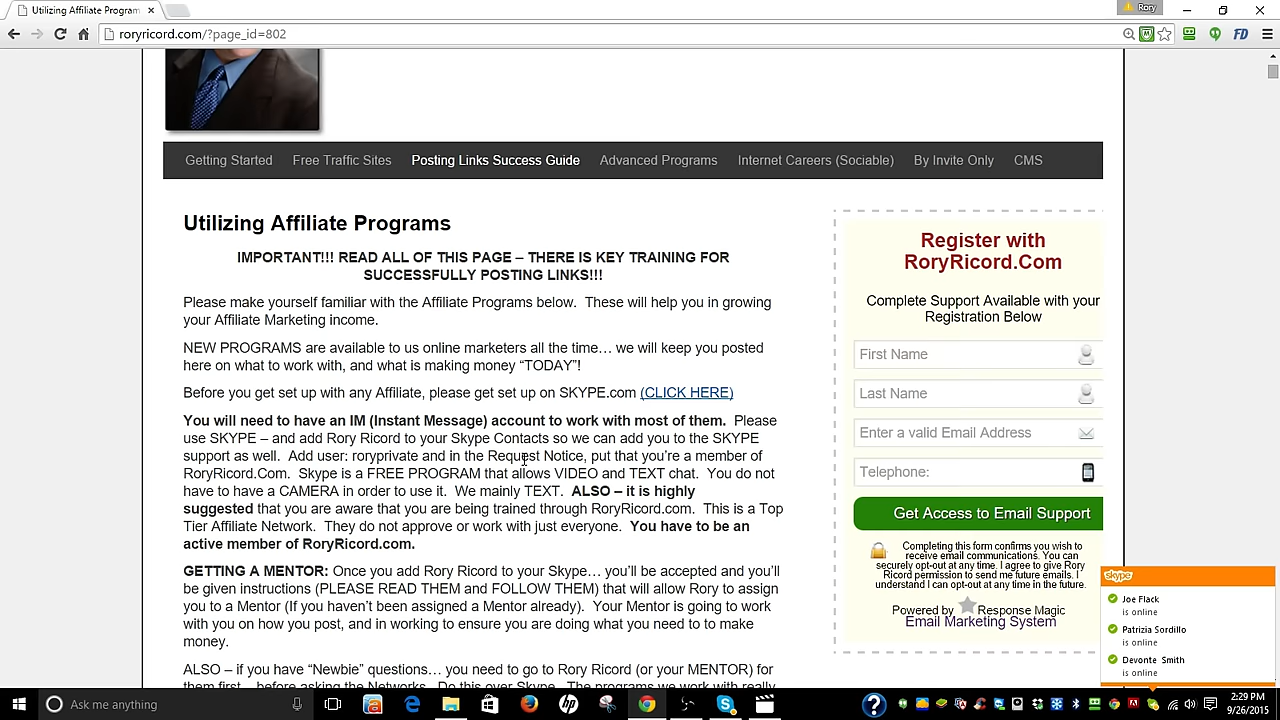 Utilizing Affiliate Program
Rory
roryricord.com/?page_id=802
Getting Started Free Traffic Sites Posting Links Success Guide Advanced Programs Internet Careers (Sociable) By Invite Only CMS
Utilizing Affiliate Programs
IMPORTANT!!! READ ALL OF THIS PAGE – THERE IS KEY TRAINING FOR
SUCCESSFULLY POSTING LINKS!!!
Please make yourself familiar with the Affiliate Programs below. These will help you in growing
your Affiliate Marketing income.
NEW PROGRAMS are available to us online marketers all the time… we will keep you posted
here on what to work with, and what is making money “TODAY”!
Before you get set up with any Affiliate, please get set up on SKYPE.com (CLICK HERE)
You will need to have an IM (Instant Message) account to work with most of them. Please
use SKYPE – and add Rory Ricord to your Skype Contacts so we can add you to the SKYPE
support as well. Add user: roryprivate and in the Request Notice, put that you’re a member of
RoryRicord.Com. Skype is a FREE PROGRAM that allows VIDEO and TEXT chat. You do not
have to have a CAMERA in order to use it. We mainly TEXT. ALSO – it is highly
suggested that you are aware that you are being trained through RoryRicord.com. This is a Top
Tier Affiliate Network. They do not approve or work with just everyone. You have to be an
active member of RoryRicord.com.
GETTING A MENTOR: Once you add Rory Ricord to your Skype… you’ll be accepted and you’ll
be given instructions (PLEASE READ THEM and FOLLOW THEM) that will allow Rory to assign
you to a Mentor (If you haven’t been assigned a Mentor already). Your Mentor is going to work
with you on how you post, and in working to ensure you are doing what you need to to make
money.
ALSO – if you have “Newbie” questions… you need to go to Rory Ricord (or your MENTOR) for
them first… before asking the Networks. Do this over Skype. The programs we work with really
Register with
RoryRicord.Com
Complete Support Available with your
Registration Below
First Name
Last Name
Enter a valid Email Address
Telephone:
Get Access to Email Support
Completing this form confirms you wish to
receive email communications. You can
securely opt-out at any time. I agree to give Rory
Ricord permission to send me future emails. I
understand I can opt-out at any time in the future.
Powered by Response Magic
Email Marketing System
skype
Joe Flack
is online
Patrizia Sordillo
is online
Devonte Smith
is online
Ask me anything
2:29 PM
9/26/2015